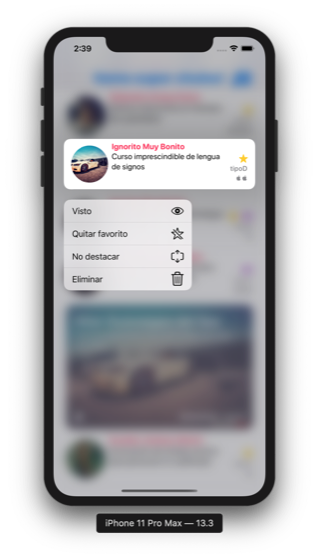 2:39
Ignorito Muy Bonito
Curso imprescindible de lengua
de signos
tipoD
Visto
Quitar favorito
No destacar
Eliminar
iPhone 11 Pro Max — 13.3